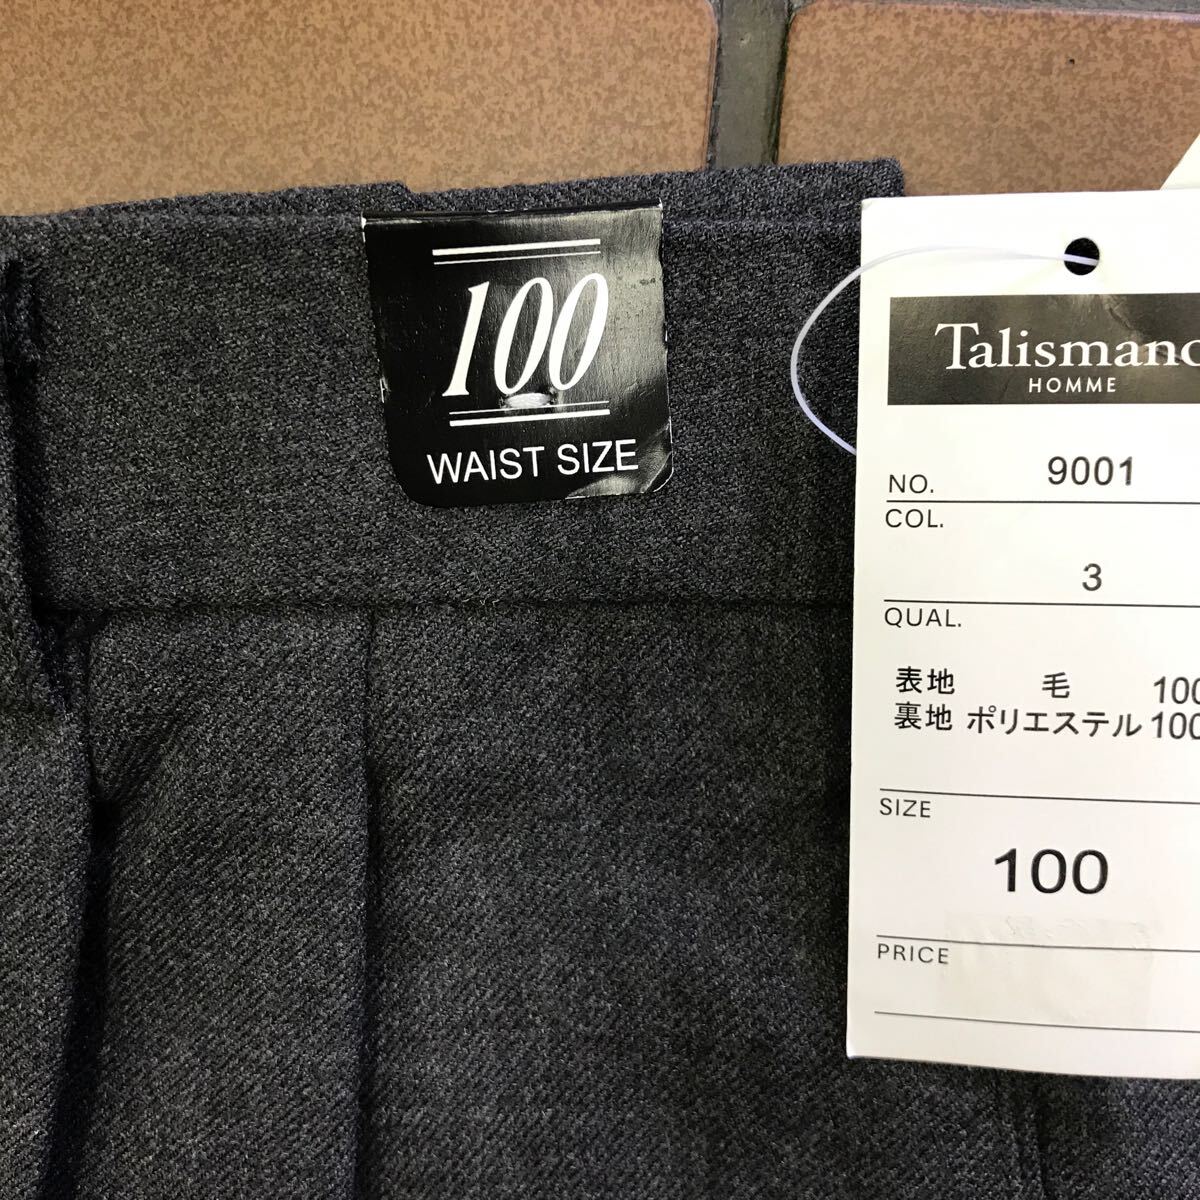 100
WAIST SIZE
Talismano
HOMME
NO. 9001
COL.
3
QUAL.
表地 毛 100
裏地 ポリエステル 100
SIZE
100
PRICE